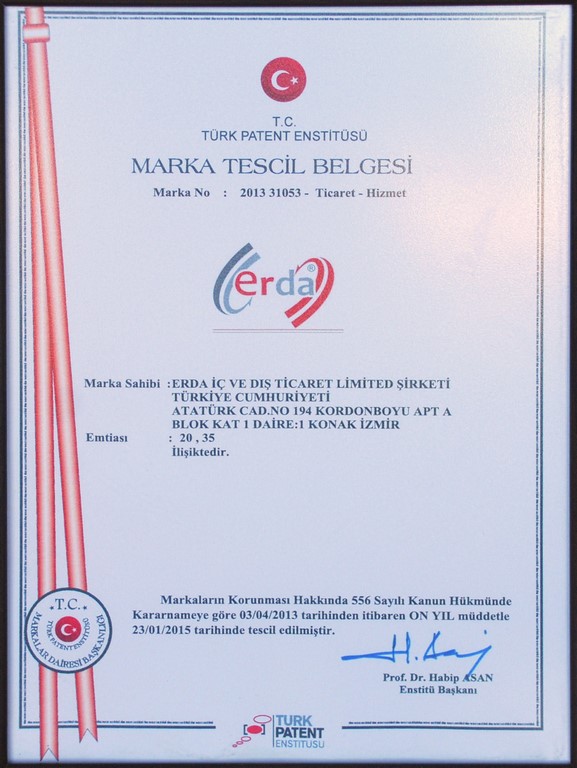 T.C.
TÜRK PATENT ENSTİTÜSÜ
MARKA TESCİL BELGESİ
Marka No : 2013 31053 - Ticaret - Hizmet
erda®
Marka Sahibi :ERDA İÇ VE DIŞ TİCARET LİMİTED ŞİRKETİ
TÜRKİYE CUMHURİYETİ
ATATÜRK CAD.NO 194 KORDONBOYU APT A
BLOK KAT 1 DAİRE:1 KONAK İZMİR
Emtiası : 20 , 35
İlişiktedir.
Markaların Korunması Hakkında 556 Sayılı Kanun Hükmünde
Kararnameye göre 03/04/2013 tarihinden itibaren ON YIL müddetle
23/01/2015 tarihinde tescil edilmiştir.
H. Asan
Prof. Dr. Habip ASAN
Enstitü Başkanı
T.C.
TÜRK PATENT ENSTİTÜSÜ
MARKALAR DAİRESİ BAŞKANLIĞI
TURK
PATENT
ENSTITUSU